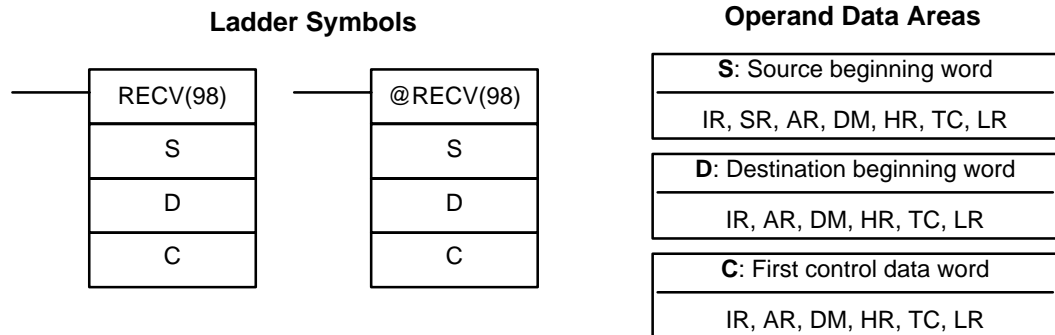 Ladder Symbols
RECV(98)
S
D
C
@RECV(98)
S
D
C
Operand Data Areas
S: Source beginning word
IR, SR, AR, DM, HR, TC, LR
D: Destination beginning word
IR, AR, DM, HR, TC, LR
C: First control data word
IR, AR, DM, HR, TC, LR